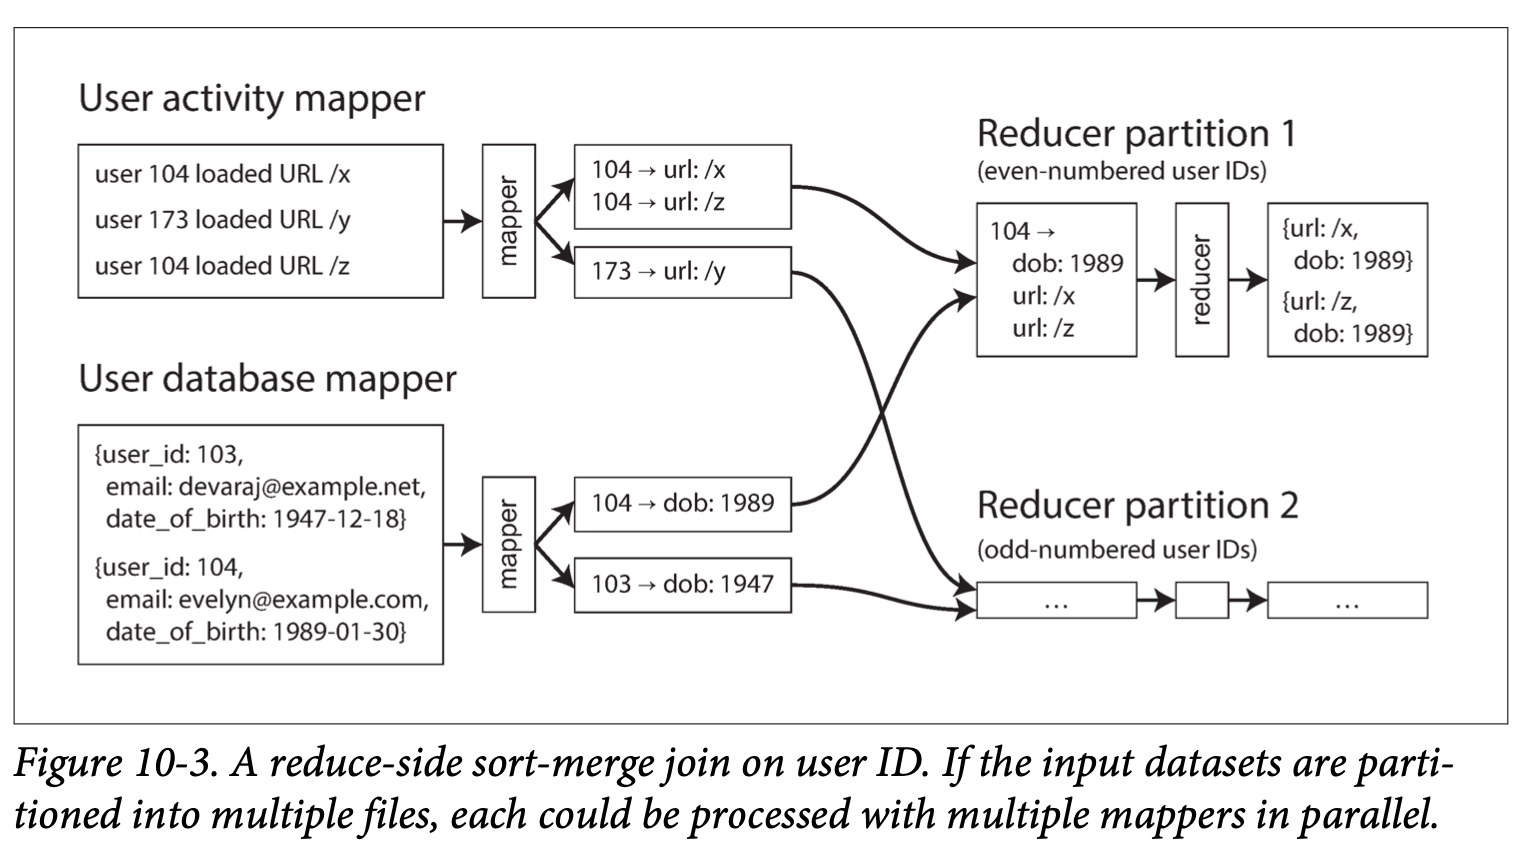 User activity mapper
user 104 loaded URL /x
user 173 loaded URL /y
user 104 loaded URL /z
mapper
104 → url: /x
104 → url: /z
173 → url: /y
User database mapper
{user_id: 103,
email: devaraj@example.net,
date_of_birth: 1947-12-18}
{user_id: 104,
email: evelyn@example.com,
date_of_birth: 1989-01-30}
mapper
104 → dob: 1989
103 → dob: 1947
Reducer partition 1
(even-numbered user IDs)
104 →
dob: 1989
url: /x
url: /z
reducer
{url: /x,
dob: 1989}
{url: /z,
dob: 1989}
Reducer partition 2
(odd-numbered user IDs)
...
...
Figure 10-3. A reduce-side sort-merge join on user ID. If the input datasets are parti-
tioned into multiple files, each could be processed with multiple mappers in parallel.